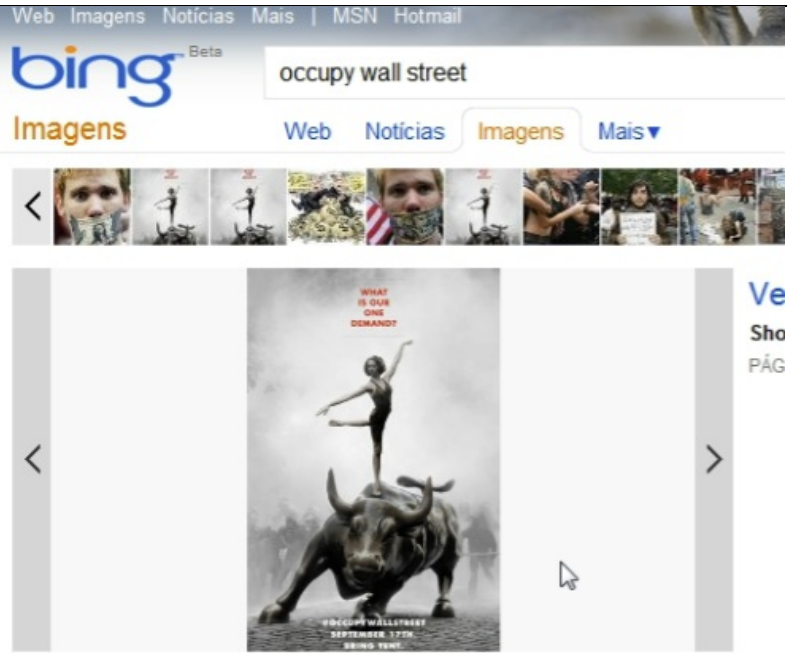 Web Imagens Notícias Mais | MSN Hotmail
bing Beta
occupy wall street
Imagens
Web Notícias Imagens Mais▼
Ve
Sho
PÁG
WHAT
IS OUR
ONE
DEMAND?
#OCCUPYWALLSTREET
SEPTEMBER 17TH.
BRING TENT.